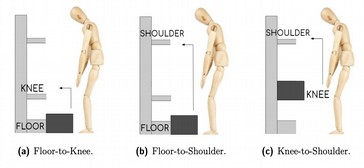 KNEE
FLOOR
(a) Floor-to-Knee.
SHOULDER
FLOOR
(b) Floor-to-Shoulder.
SHOULDER
KNEE
(c) Knee-to-Shoulder.